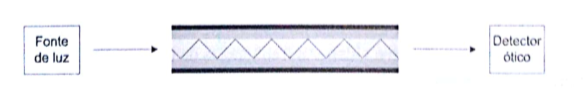 Fonte
de luz
Detector
ótico